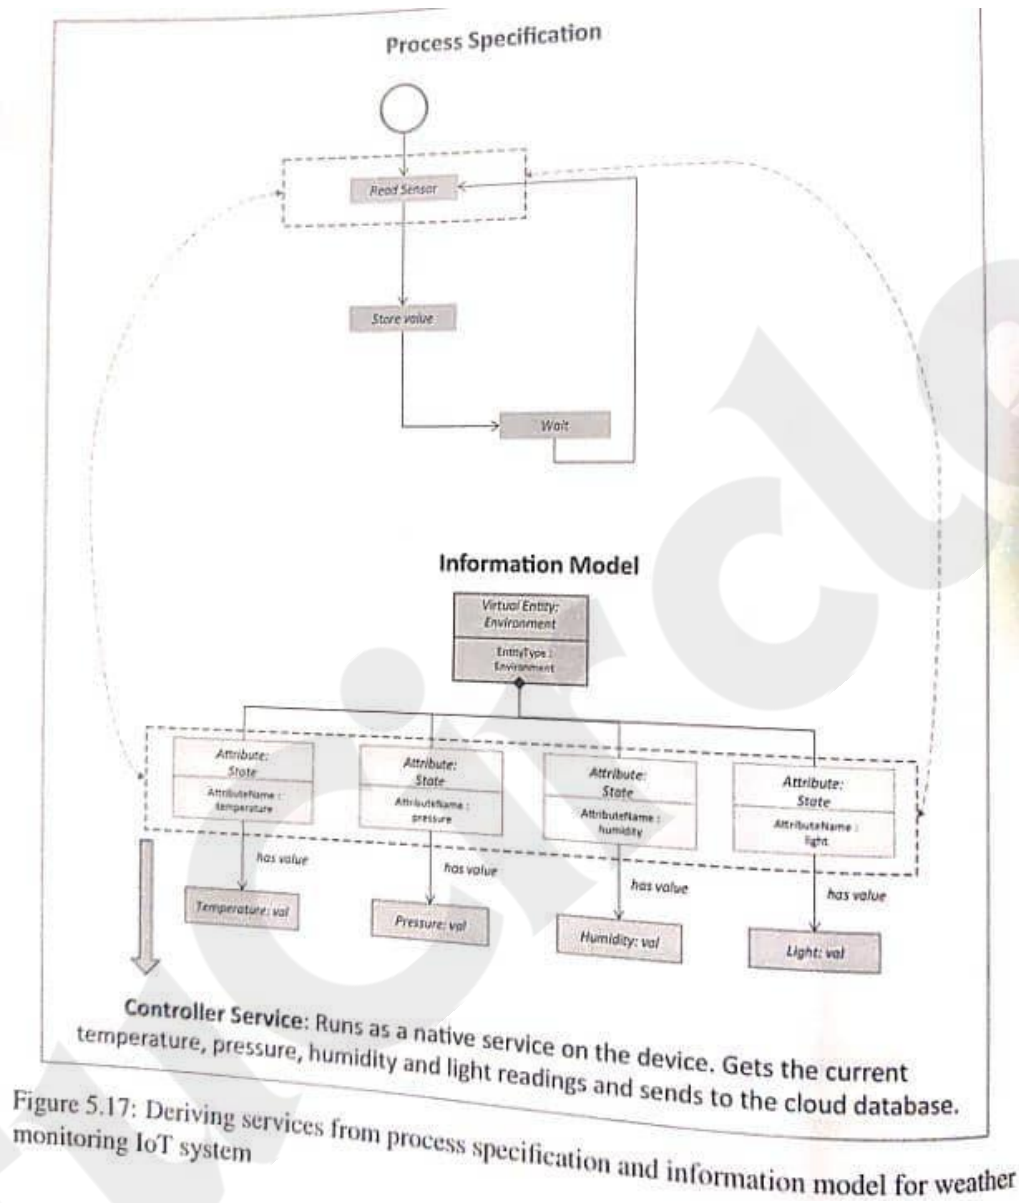 Process Specification
Read Sensor
Store value
Wait
Information Model
Virtual Entity:
Environment
EntityType :
Environment
Attribute:
State
AttributeName :
temperature
Attribute:
State
AttributeName :
pressure
Attribute:
State
AttributeName :
humidity
Attribute:
State
AttributeName :
light
has value
has value
has value
has value
Temperature: val
Pressure: val
Humidity: val
Light: val
Controller Service: Runs as a native service on the device. Gets the current
temperature, pressure, humidity and light readings and sends to the cloud database.
Figure 5.17: Deriving services from process specification and information model for weather
monitoring IoT system